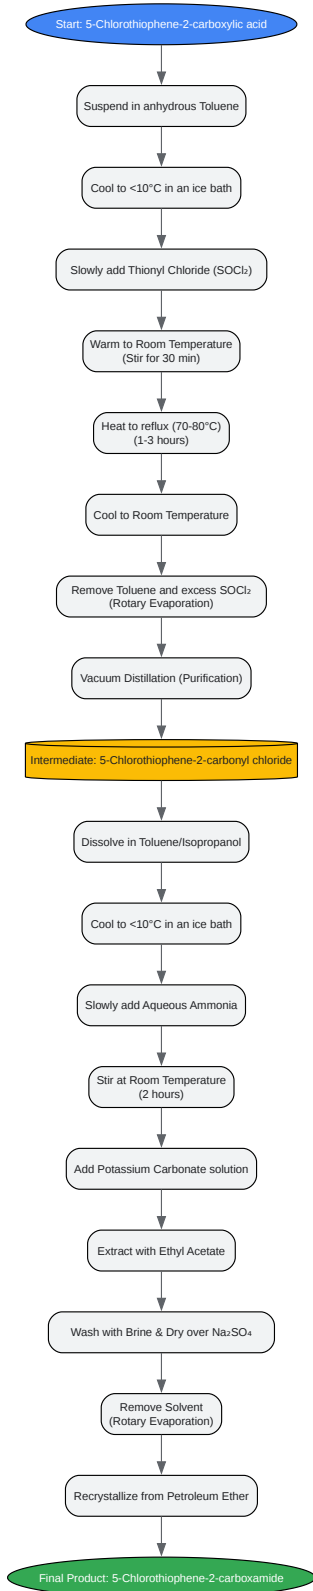 Start: 5-Chlorothiophene-2-carboxylic acid
Suspend in anhydrous Toluene
Cool to <10°C in an ice bath
Slowly add Thionyl Chloride (SOCl₂)
Warm to Room Temperature
(Stir for 30 min)
Heat to reflux (70-80°C)
(1-3 hours)
Cool to Room Temperature
Remove Toluene and excess SOCl₂
(Rotary Evaporation)
Vacuum Distillation (Purification)
Intermediate: 5-Chlorothiophene-2-carbonyl chloride
Dissolve in Toluene/Isopropanol
Cool to <10°C in an ice bath
Slowly add Aqueous Ammonia
Stir at Room Temperature
(2 hours)
Add Potassium Carbonate solution
Extract with Ethyl Acetate
Wash with Brine & Dry over Na₂SO₄
Remove Solvent
(Rotary Evaporation)
Recrystallize from Petroleum Ether
Final Product: 5-Chlorothiophene-2-carboxamide